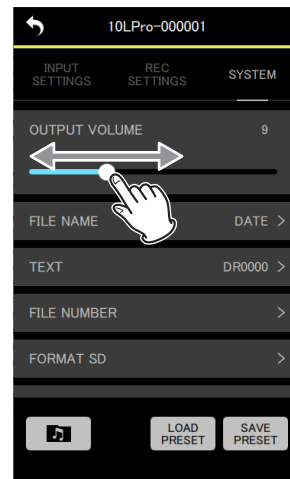 10LPro-000001
INPUT SETTINGS REC SETTINGS SYSTEM
OUTPUT VOLUME 9
FILE NAME DATE >
TEXT DR0000 >
FILE NUMBER >
FORMAT SD >
LOAD PRESET SAVE PRESET